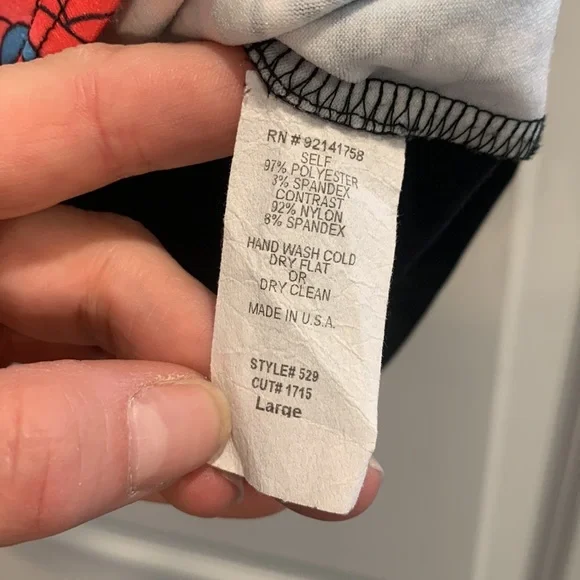 RN # 92141758
SELF
97% POLYESTER
3% SPANDEX
CONTRAST
92% NYLON
8% SPANDEX
HAND WASH COLD
DRY FLAT
OR
DRY CLEAN
MADE IN U.S.A.
STYLE# 529
CUT# 1715
Large